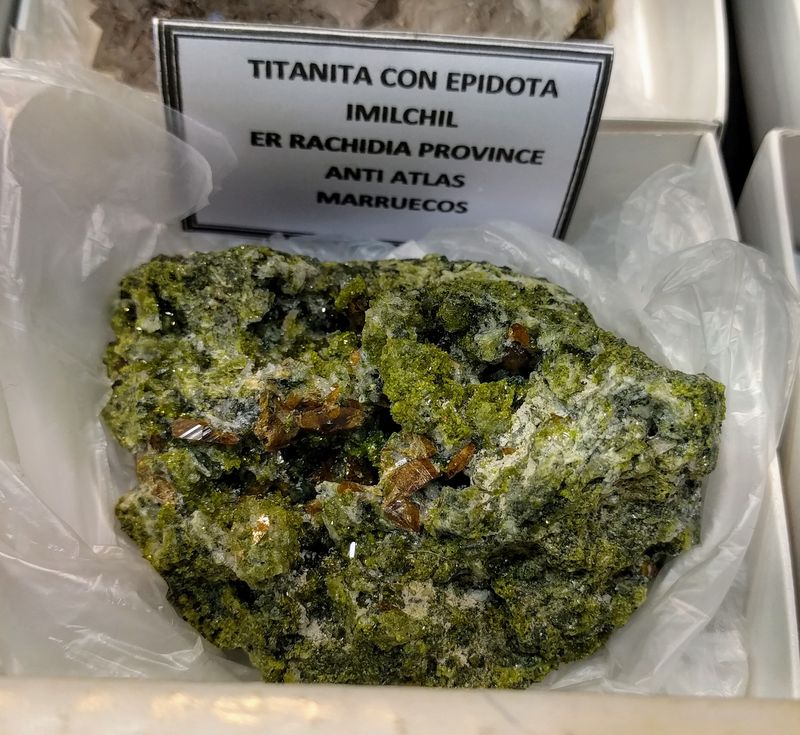 TITANITA CON EPIDOTA
IMILCHIL
ER RACHIDIA PROVINCE
ANTI ATLAS
MARRUECOS